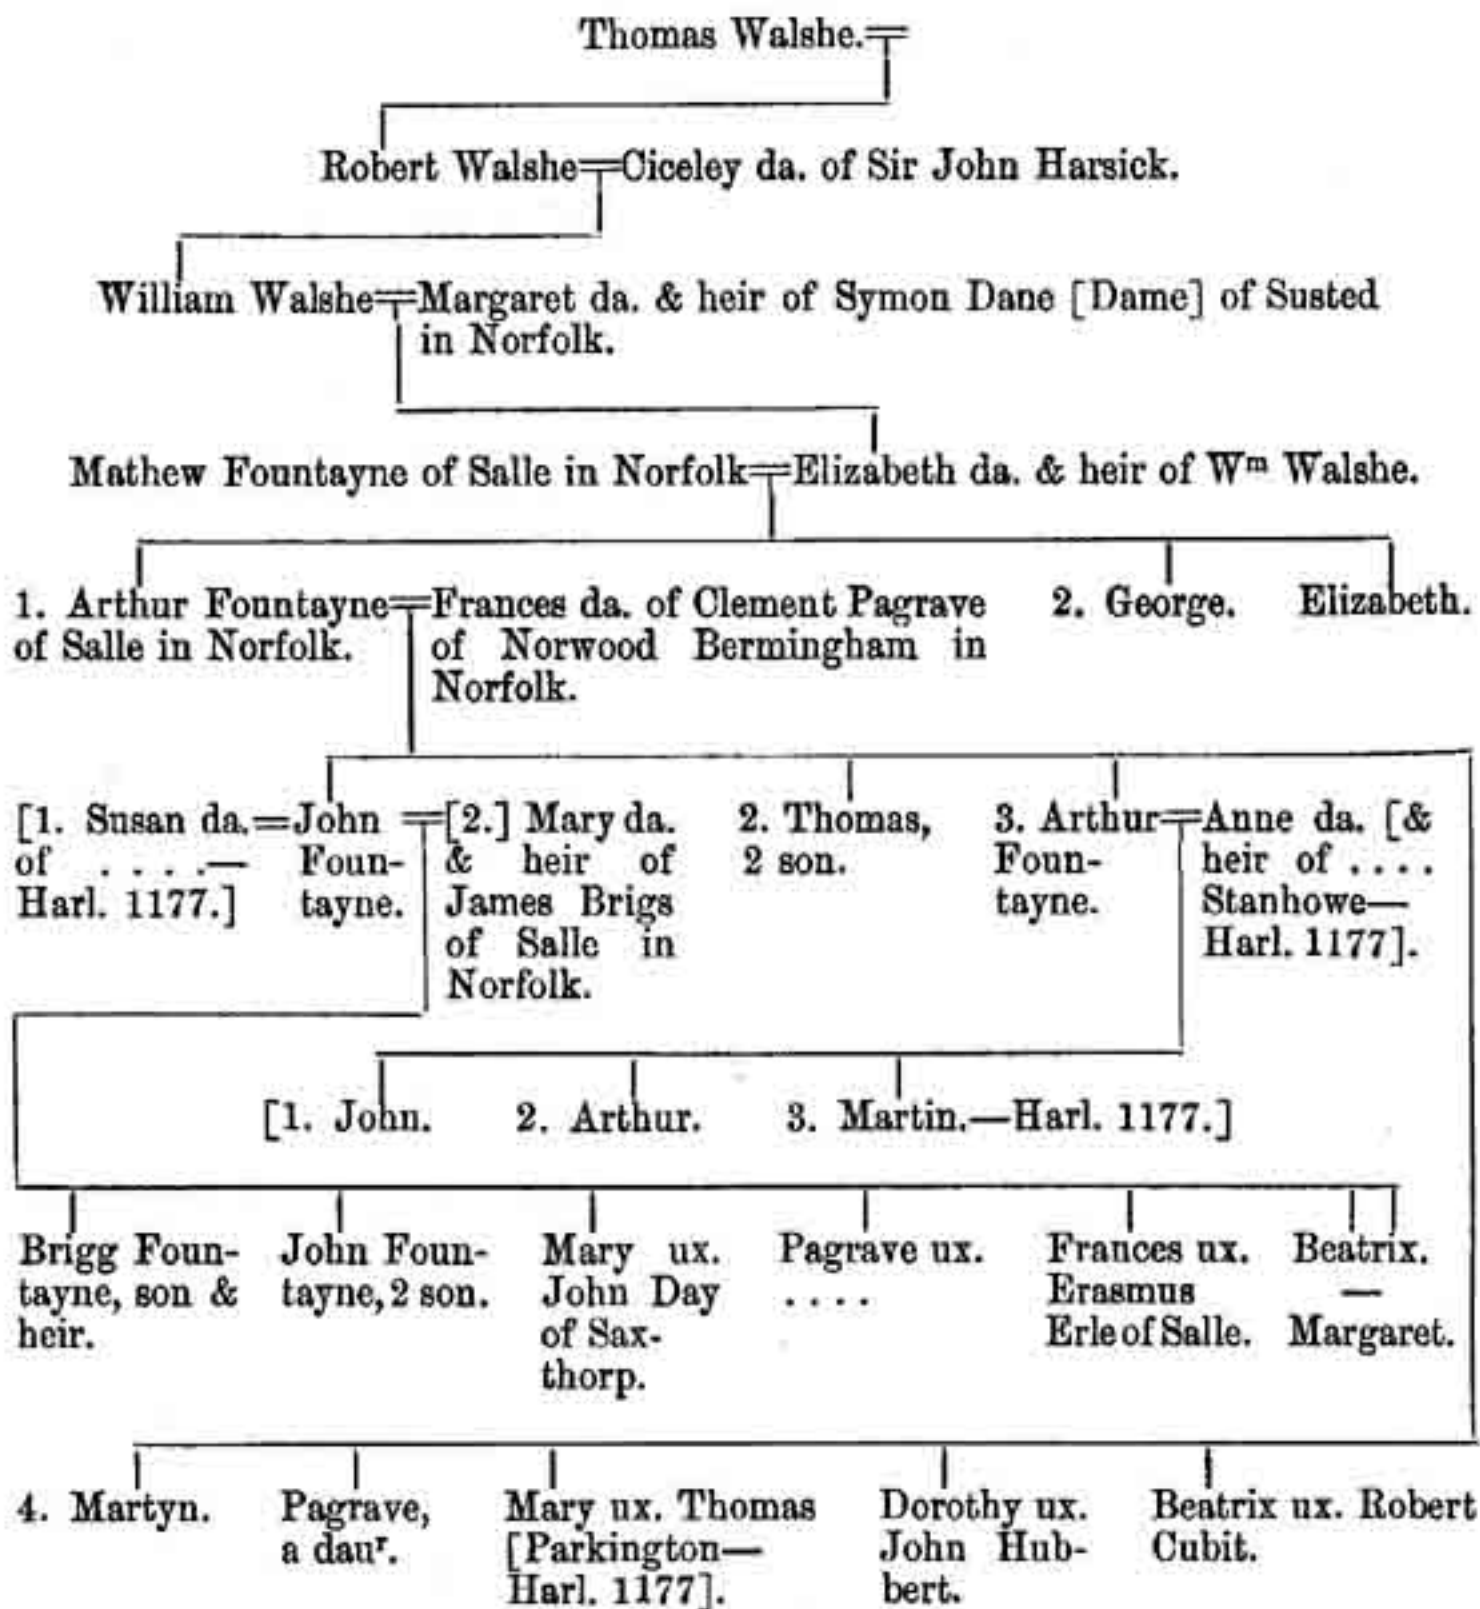 Thomas Walshe.
Robert Walshe Ciceley da. of Sir John Harsick.
William Walshe Margaret da. & heir of Symon Dane [Dame] of Susted
in Norfolk.
Mathew Fountayne of Salle in Norfolk Elizabeth da. & heir of Wᵐ Walshe.
1. Arthur Fountayne
of Salle in Norfolk.
Frances da. of Clement Pagrave
of Norwood Bermingham in
Norfolk.
2. George.
Elizabeth.
[1. Susan da.
of . . . .—
Harl. 1177.]
John
Foun-
tayne.
[2.] Mary da.
& heir of
James Brigs
of Salle in
Norfolk.
2. Thomas,
2 son.
3. Arthur
Foun-
tayne.
Anne da. [&
heir of . . . .
Stanhowe—
Harl. 1177].
[1. John. 2. Arthur. 3. Martin.—Harl. 1177.]
Brigg Foun-
tayne, son &
heir.
John Foun-
tayne, 2 son.
Mary ux.
John Day
of Sax-
thorp.
Pagrave ux.
. . . .
Frances ux.
Erasmus
Erle of Salle.
Beatrix.
—
Margaret.
4. Martyn.
Pagrave,
a dauʳ.
Mary ux. Thomas
[Parkington—
Harl. 1177].
Dorothy ux.
John Hub-
bert.
Beatrix ux. Robert
Cubit.